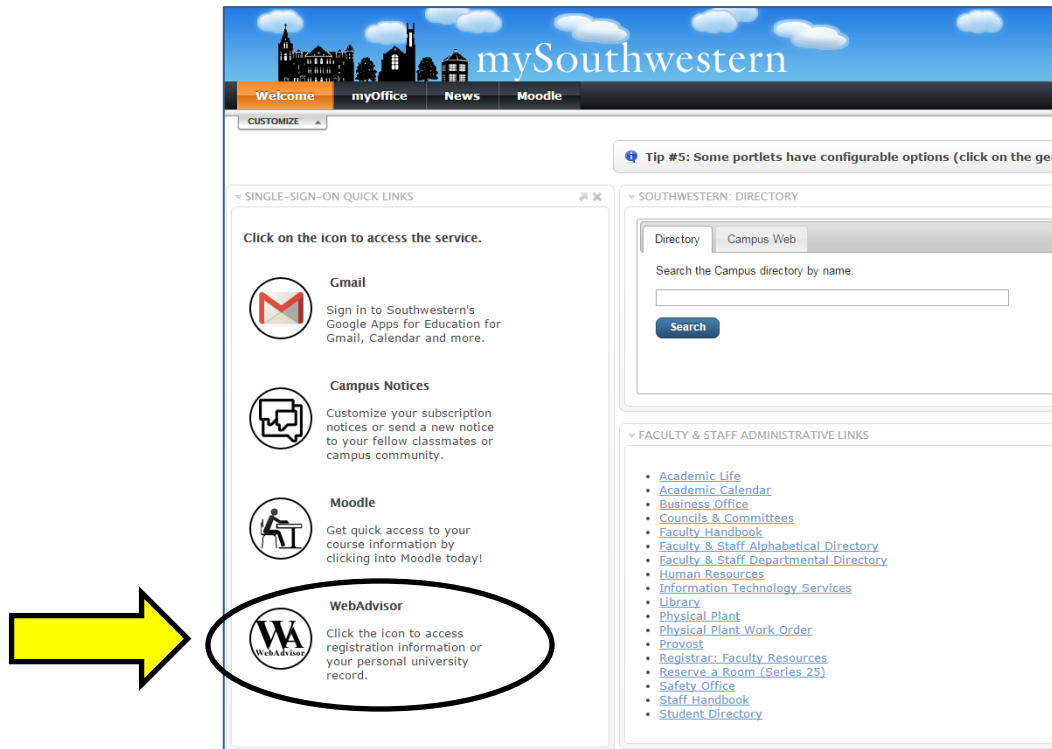 mySouthwestern
Welcome myOffice News Moodle
CUSTOMIZE
Tip #5: Some portlets have configurable options (click on the
SINGLE-SIGN-ON QUICK LINKS
Click on the icon to access the service.
Gmail
Sign in to Southwestern's
Google Apps for Education for
Gmail, Calendar and more.
Campus Notices
Customize your subscription
notices or send a new notice
to your fellow classmates or
campus community.
Moodle
Get quick access to your
course information by
clicking into Moodle today!
WA
WebAdvisor
WebAdvisor
Click the icon to access
registration information or
your personal university
record.
SOUTHWESTERN: DIRECTORY
Directory Campus Web
Search the Campus directory by name:
Search
FACULTY & STAFF ADMINISTRATIVE LINKS
Academic Life
Academic Calendar
Business Office
Councils & Committees
Faculty Handbook
Faculty & Staff Alphabetical Directory
Faculty & Staff Departmental Directory
Human Resources
Information Technology Services
Library
Physical Plant
Physical Plant Work Order
Provost
Registrar: Faculty Resources
Reserve a Room (Series 25)
Safety Office
Staff Handbook
Student Directory